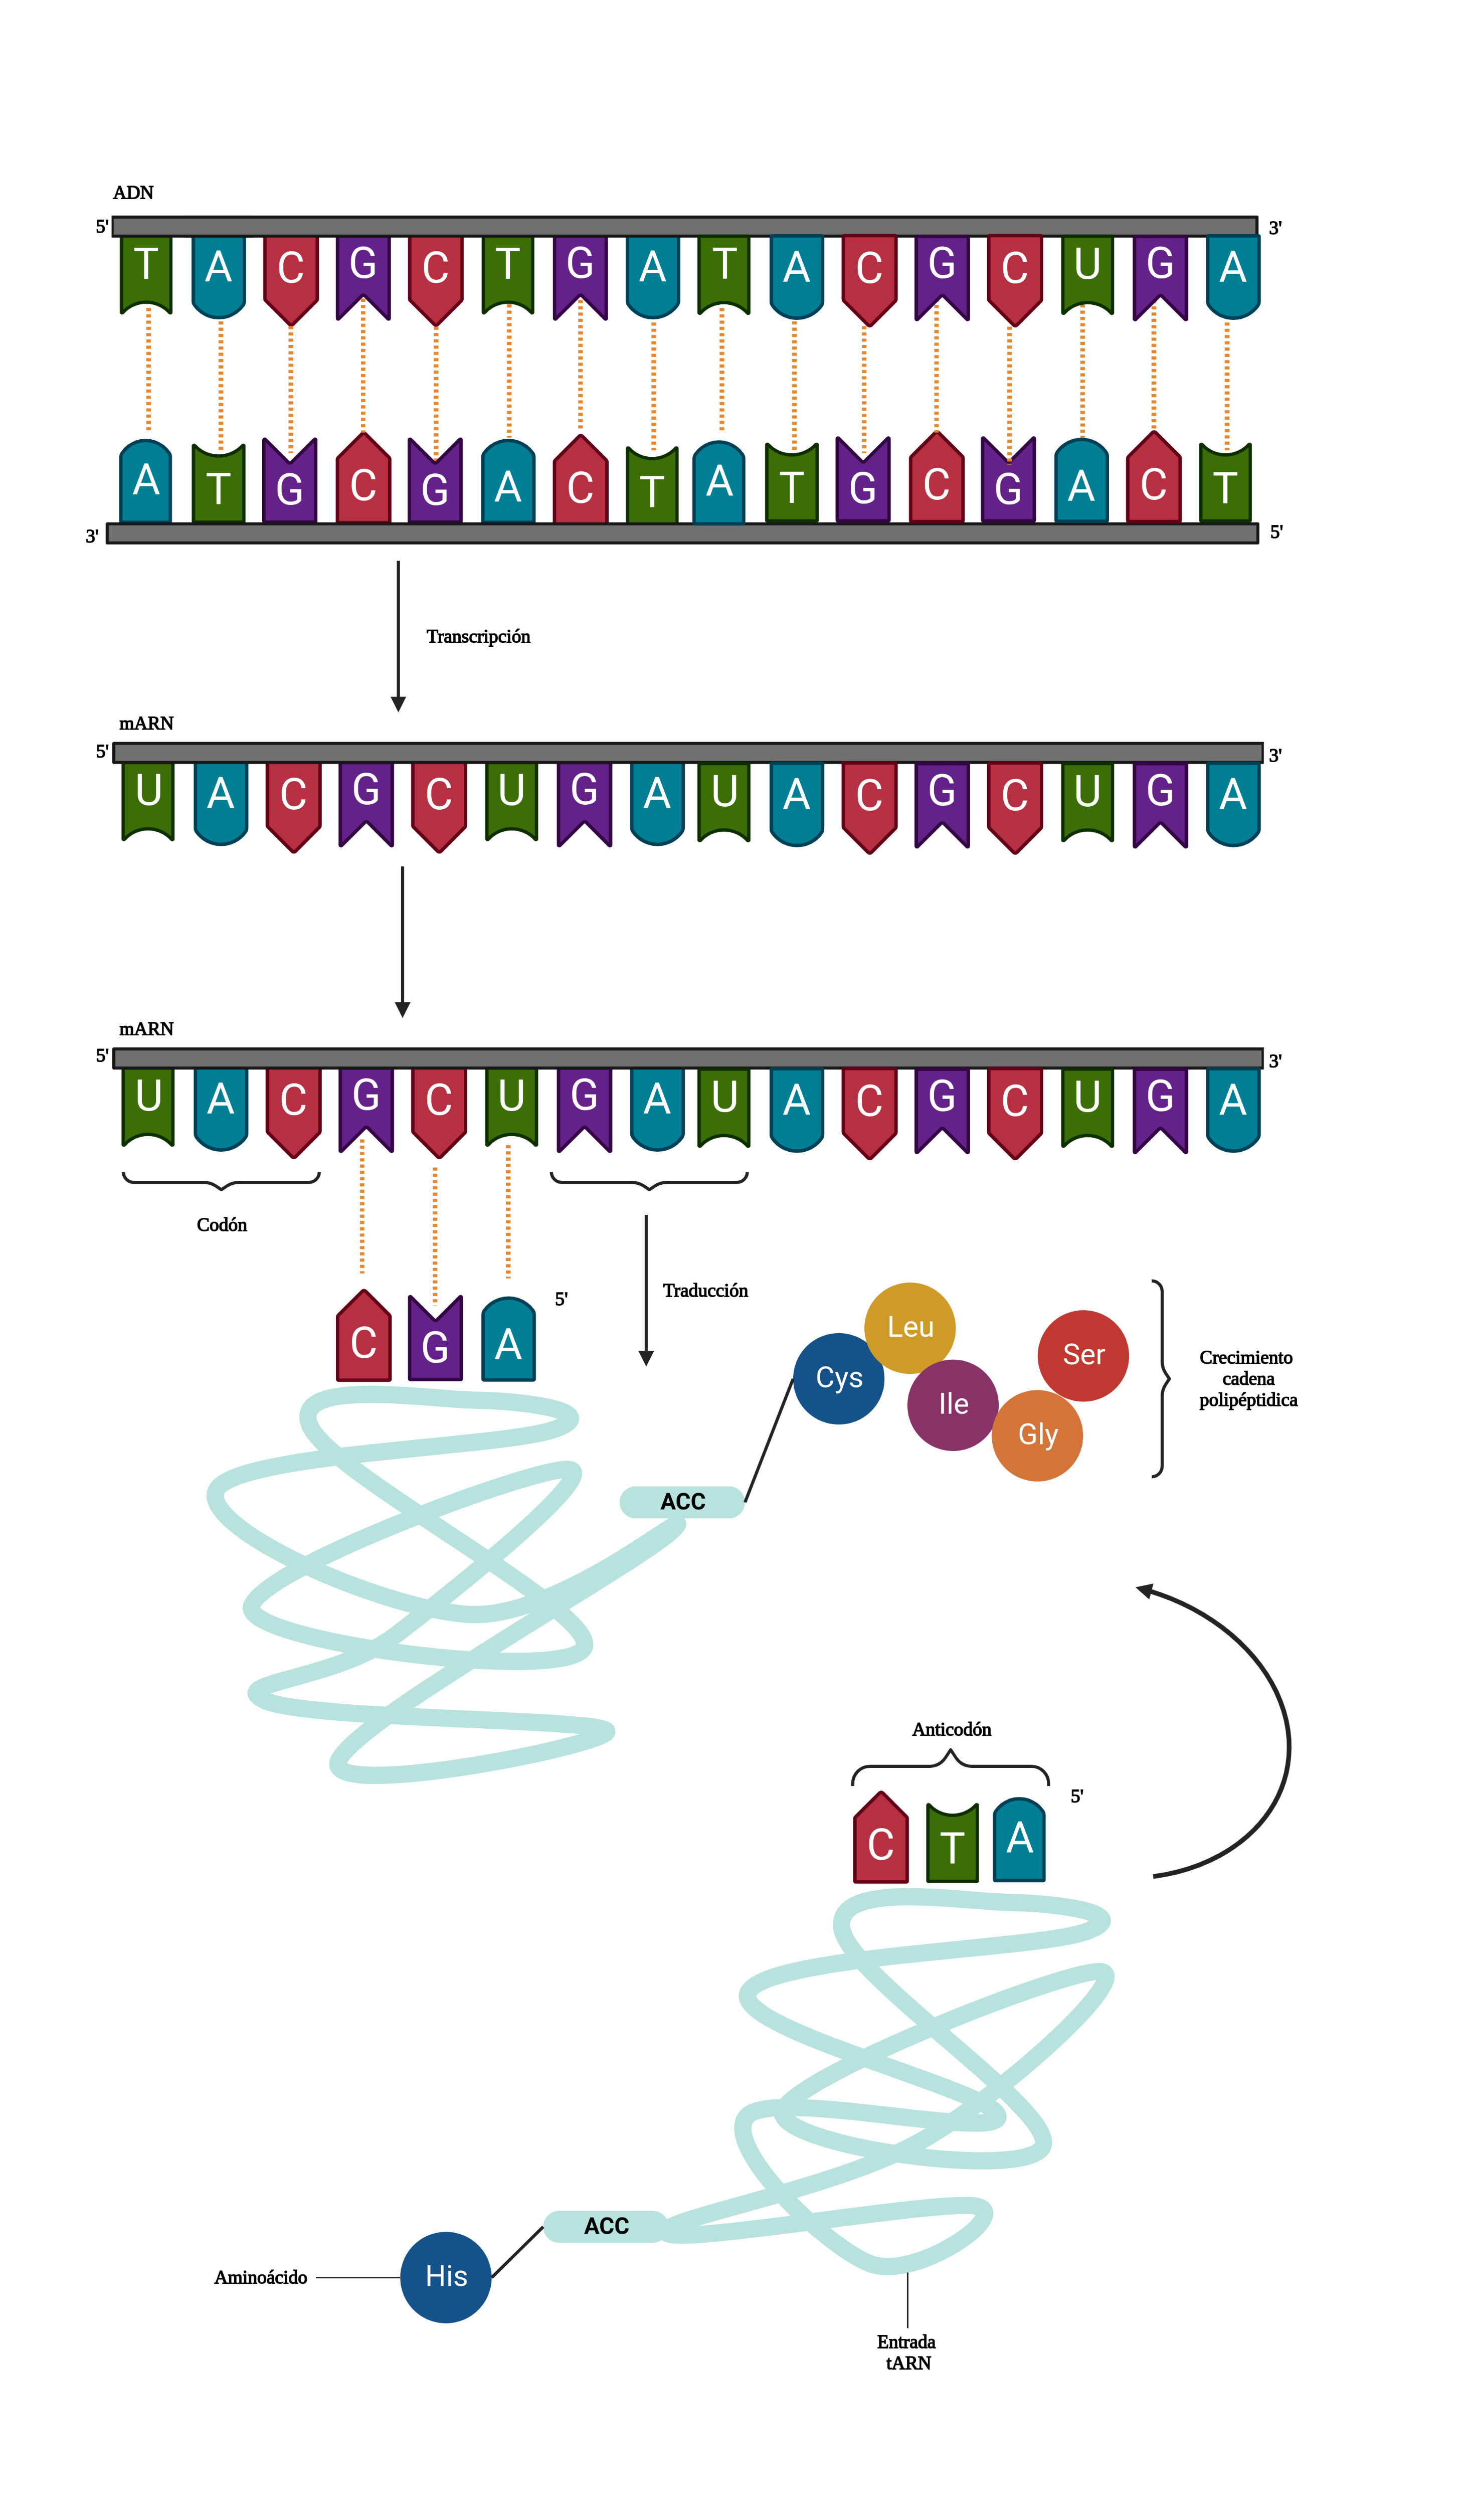 ADN
5' 3'
T A C G C T G A T A C G C U G A
A T G C G A C T A T G C G A C T
3' 5'
Transcripción
mARN
5' 3'
U A C G C U G A U A C G C U G A
mARN
5' 3'
U A C G C U G A U A C G C U G A
Codón
Traducción
C G A
5'
Cys
Leu
Ile
Gly
Ser
Crecimiento
cadena
polipéptidica
ACC
Anticodón
5'
C T A
ACC
His
Aminoácido
Entrada
tARN